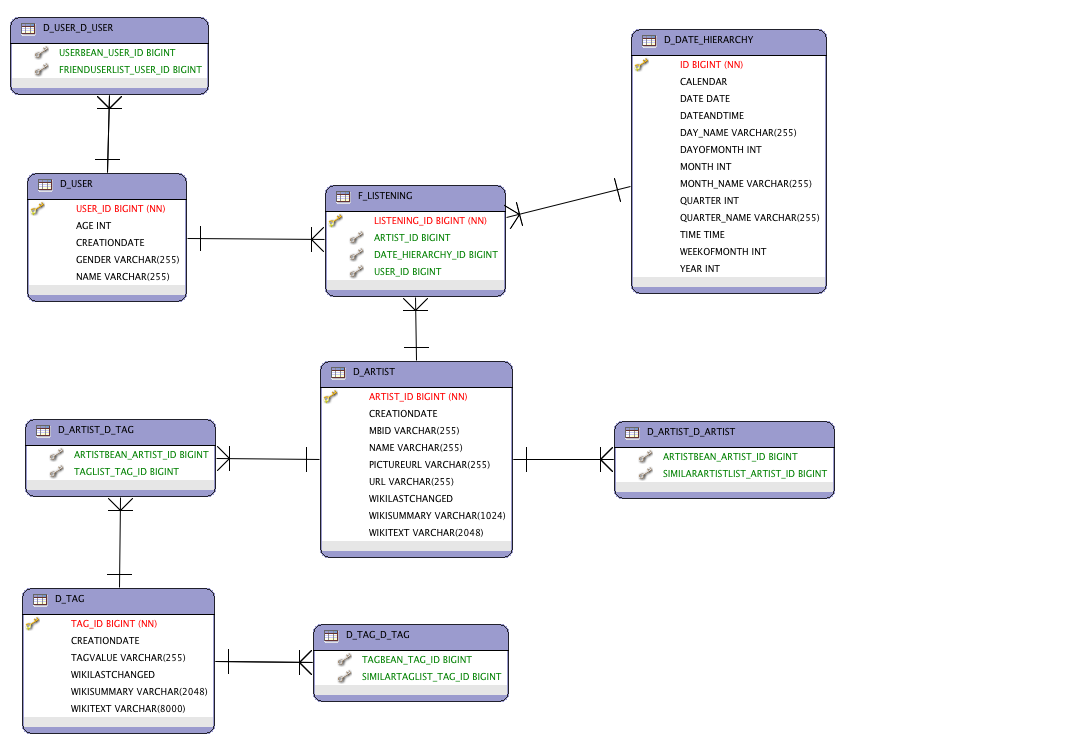 D_USER_D_USER
USERBEAN_USER_ID BIGINT
FRIENDUSERLIST_USER_ID BIGINT
D_DATE_HIERARCHY
ID BIGINT (NN)
CALENDAR
DATE DATE
DATEANDTIME
DAY_NAME VARCHAR(255)
DAYOFMONTH INT
MONTH INT
MONTH_NAME VARCHAR(255)
QUARTER INT
QUARTER_NAME VARCHAR(255)
TIME TIME
WEEKOFMONTH INT
YEAR INT
D_USER
USER_ID BIGINT (NN)
AGE INT
CREATIONDATE
GENDER VARCHAR(255)
NAME VARCHAR(255)
F_LISTENING
LISTENING_ID BIGINT (NN)
ARTIST_ID BIGINT
DATE_HIERARCHY_ID BIGINT
USER_ID BIGINT
D_ARTIST
ARTIST_ID BIGINT (NN)
CREATIONDATE
MBID VARCHAR(255)
NAME VARCHAR(255)
PICTUREURL VARCHAR(255)
URL VARCHAR(255)
WIKILASTCHANGED
WIKISUMMARY VARCHAR(1024)
WIKITEXT VARCHAR(2048)
D_ARTIST_D_TAG
ARTISTBEAN_ARTIST_ID BIGINT
TAGLIST_TAG_ID BIGINT
D_ARTIST_D_ARTIST
ARTISTBEAN_ARTIST_ID BIGINT
SIMILARARTISTLIST_ARTIST_ID BIGINT
D_TAG
TAG_ID BIGINT (NN)
CREATIONDATE
TAGVALUE VARCHAR(255)
WIKILASTCHANGED
WIKISUMMARY VARCHAR(2048)
WIKITEXT VARCHAR(8000)
D_TAG_D_TAG
TAGBEAN_TAG_ID BIGINT
SIMILARTAGLIST_TAG_ID BIGINT